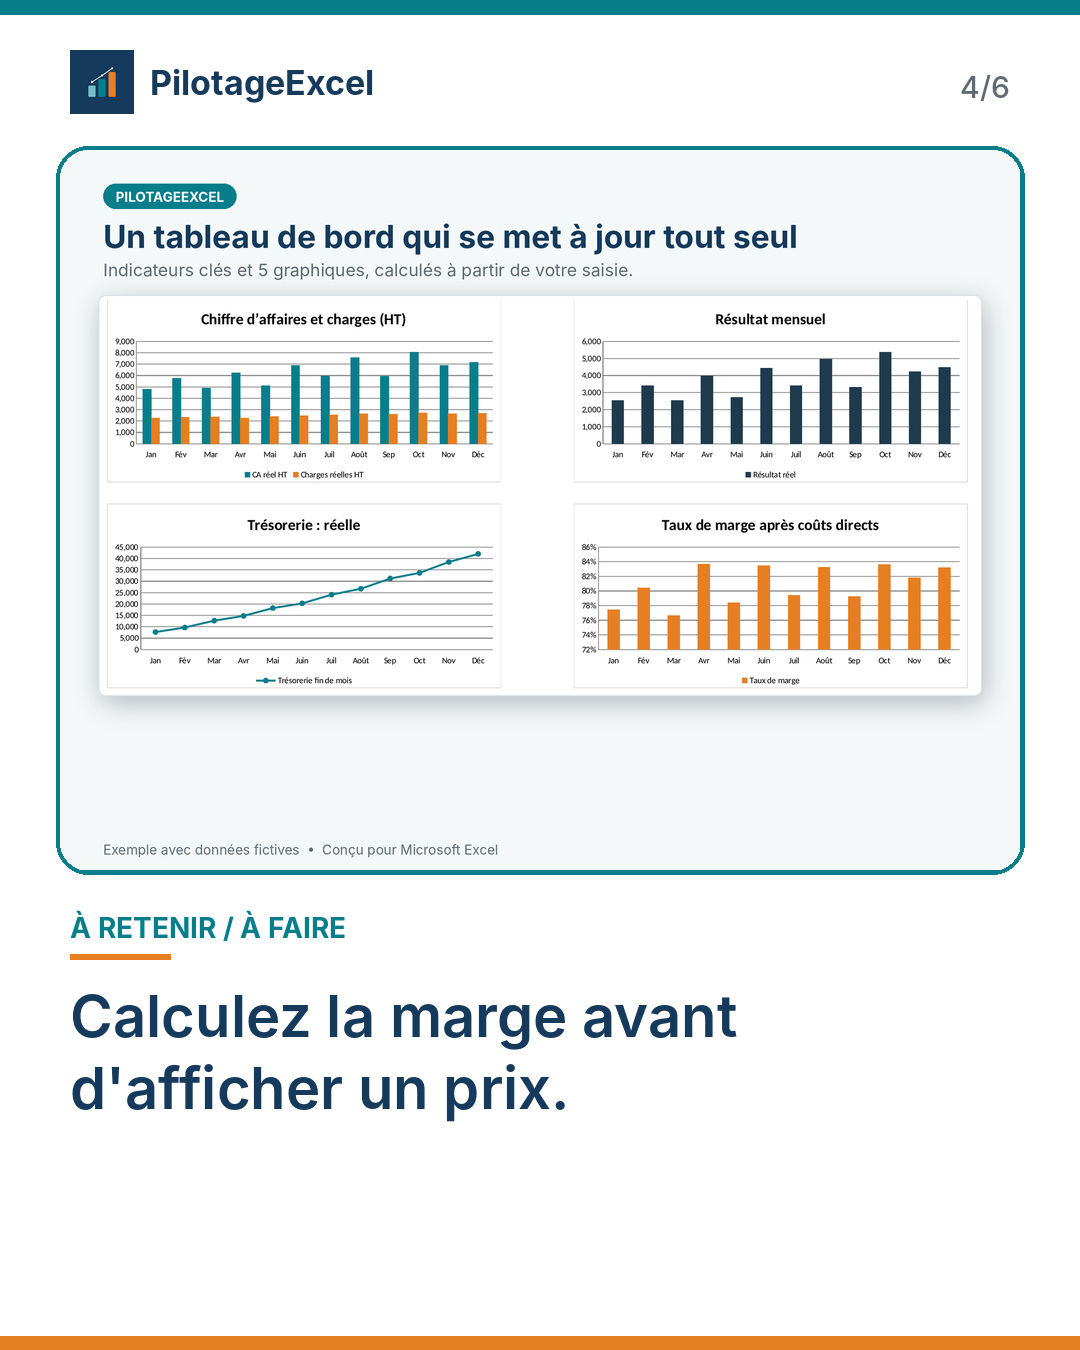 PilotageExcel
4/6
PILOTAGEEXCEL
Un tableau de bord qui se met à jour tout seul
Indicateurs clés et 5 graphiques, calculés à partir de votre saisie.
Chiffre d’affaires et charges (HT)
9,000
8,000
7,000
6,000
5,000
4,000
3,000
2,000
1,000
0
Jan Fév Mar Avr Mai Juin Juil Août Sep Oct Nov Déc
CA réel HT Charges réelles HT
Résultat mensuel
6,000
5,000
4,000
3,000
2,000
1,000
0
Jan Fév Mar Avr Mai Juin Juil Août Sep Oct Nov Déc
Résultat réel
Trésorerie : réelle
45,000
40,000
35,000
30,000
25,000
20,000
15,000
10,000
5,000
0
Jan Fév Mar Avr Mai Juin Juil Août Sep Oct Nov Déc
Trésorerie fin de mois
Taux de marge après coûts directs
86%
84%
82%
80%
78%
76%
74%
72%
Jan Fév Mar Avr Mai Juin Juil Août Sep Oct Nov Déc
Taux de marge
Exemple avec données fictives • Conçu pour Microsoft Excel
À RETENIR / À FAIRE
Calculez la marge avant
d'afficher un prix.